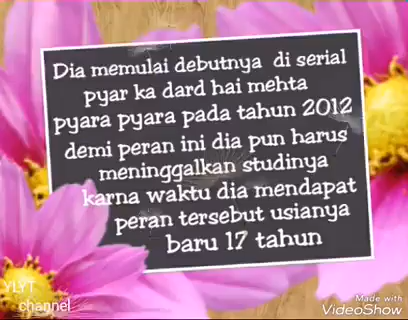 Dia memulai debutnya di serial
pyar ka dard hai mehta
pyara pyara pada tahun 2012
demi peran ini dia pun harus
meninggalkan studinya
karna waktu dia mendapat
peran tersebut usianya
baru 17 tahun
YLYT
channel
Made with
VideoShow